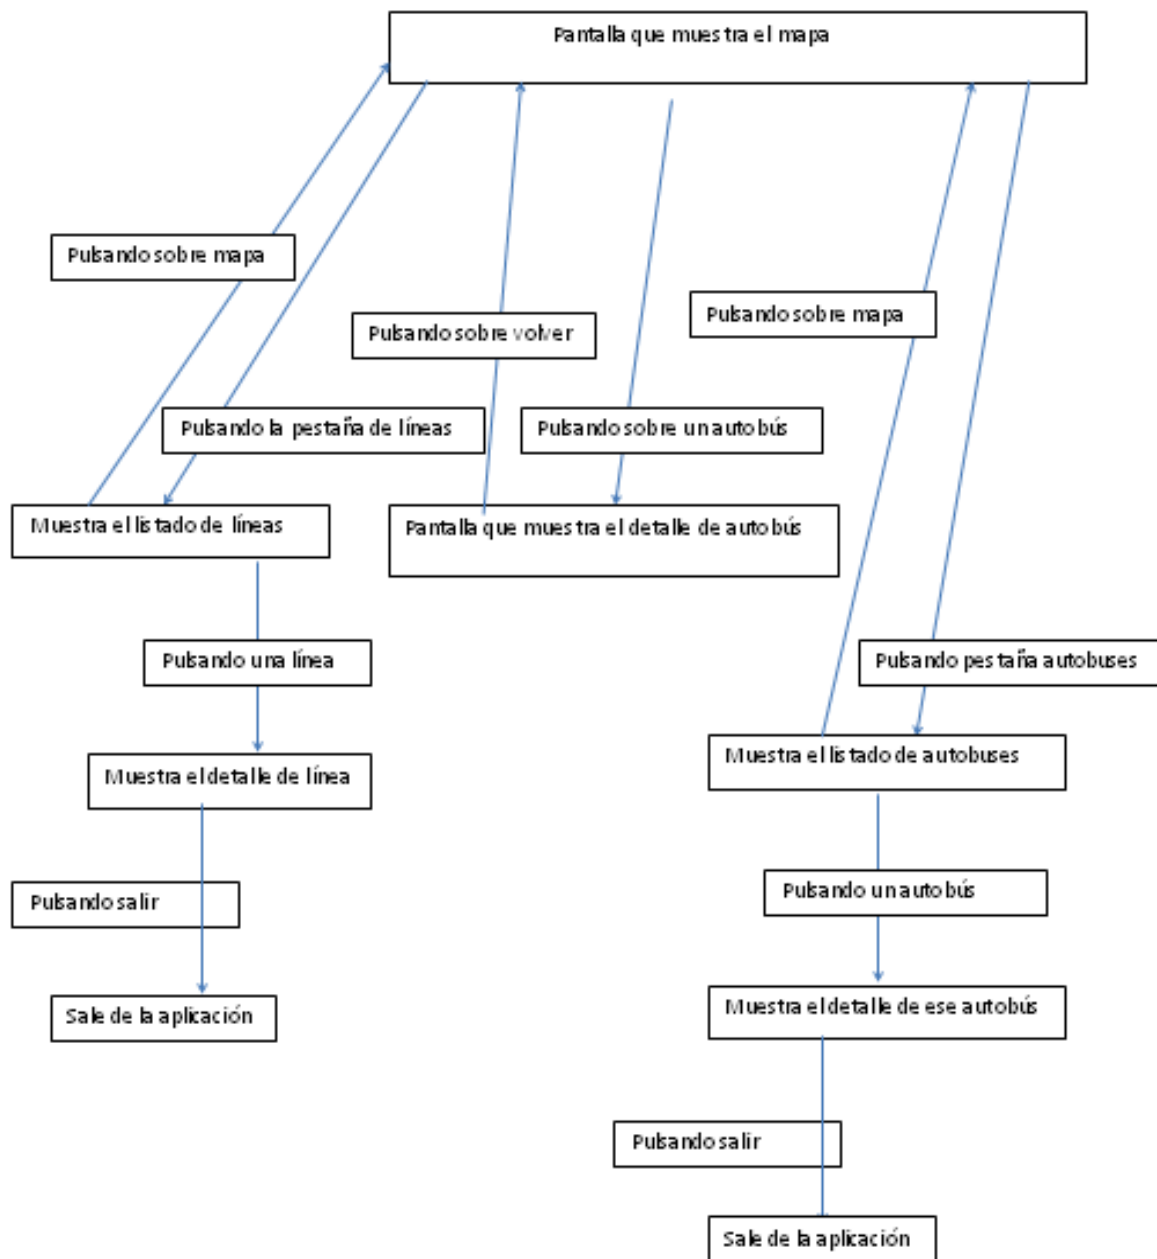 Pantalla que muestra el mapa
Pulsando sobre mapa
Pulsando sobre mapa
Pulsando sobre volver
Pulsando la pestaña de líneas
Pulsando sobre un autobús
Muestra el listado de líneas
Pantalla que muestra el detalle de autobús
Pulsando una línea
Pulsando pestaña autobuses
Muestra el detalle de línea
Muestra el listado de autobuses
Pulsando salir
Pulsando un autobús
Sale de la aplicación
Muestra el detalle de ese autobús
Pulsando salir
Sale de la aplicación